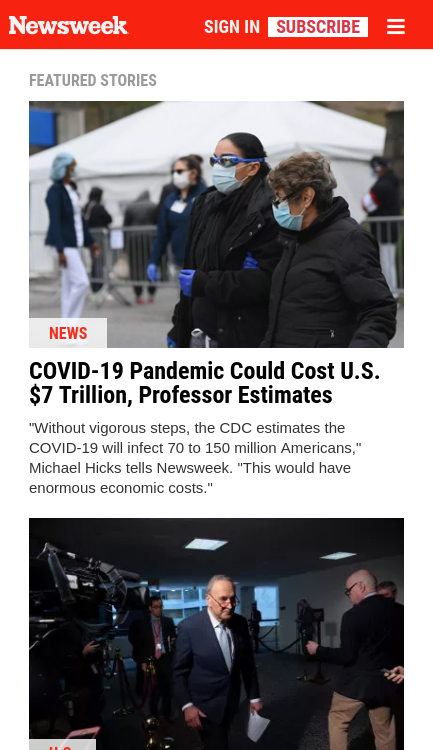 Newsweek
SIGN IN SUBSCRIBE
FEATURED STORIES
NEWS
COVID-19 Pandemic Could Cost U.S.
$7 Trillion, Professor Estimates
"Without vigorous steps, the CDC estimates the
COVID-19 will infect 70 to 150 million Americans,"
Michael Hicks tells Newsweek. "This would have
enormous economic costs."
U.S.